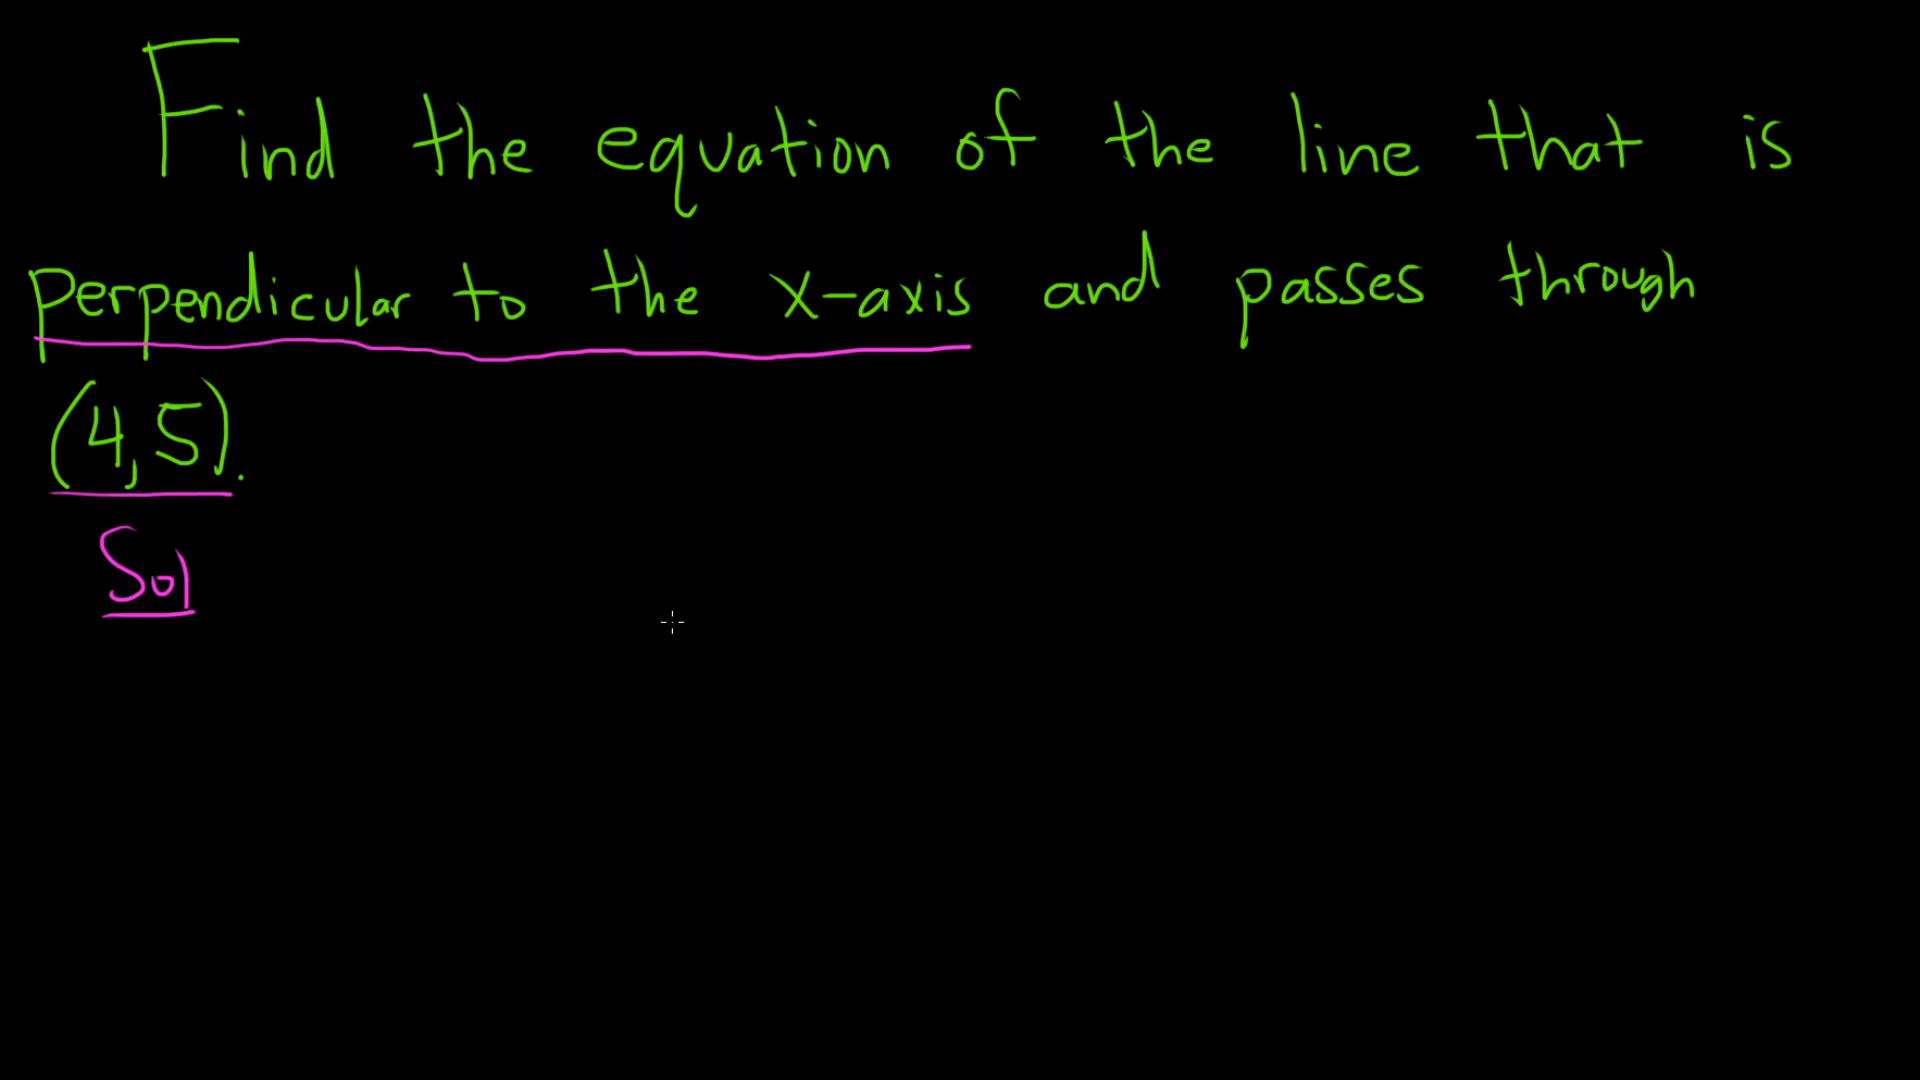 Find the equation of the line that is
perpendicular to the x-axis and passes through
(4,5).
Sol